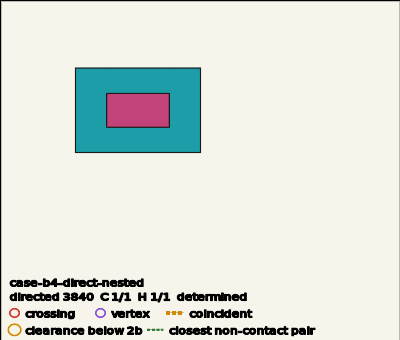 case-b4-direct-nested
directed 3840 C 1/1 H 1/1 determined
crossing vertex coincident
clearance below 2b closest non-contact pair